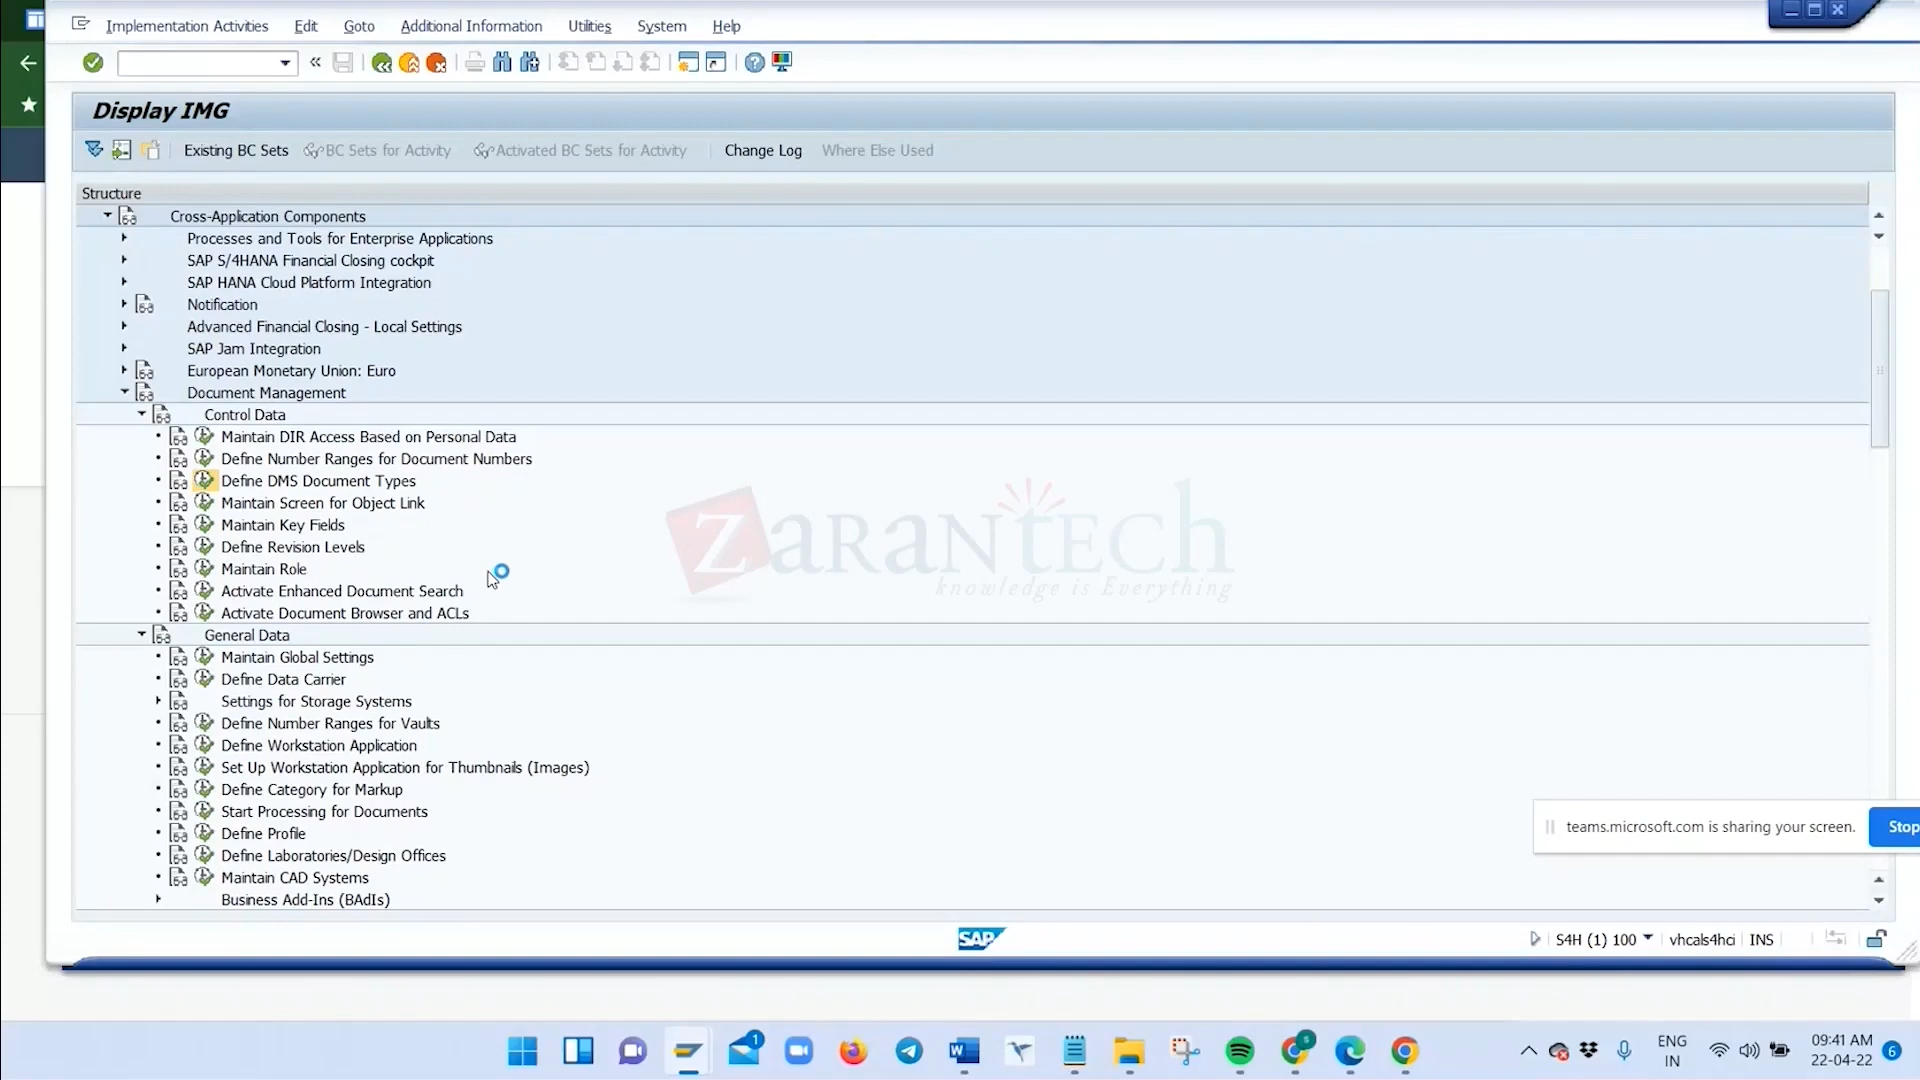 Implementation Activities Edit Goto Additional Information Utilities System Help
Display IMG
Existing BC Sets BC Sets for Activity Activated BC Sets for Activity Change Log Where Else Used
Structure
Cross-Application Components
Processes and Tools for Enterprise Applications
SAP S/4HANA Financial Closing cockpit
SAP HANA Cloud Platform Integration
Notification
Advanced Financial Closing - Local Settings
SAP Jam Integration
European Monetary Union: Euro
Document Management
Control Data
Maintain DIR Access Based on Personal Data
Define Number Ranges for Document Numbers
Define DMS Document Types
Maintain Screen for Object Link
Maintain Key Fields
Define Revision Levels
Maintain Role
Activate Enhanced Document Search
Activate Document Browser and ACLs
General Data
Maintain Global Settings
Define Data Carrier
Settings for Storage Systems
Define Number Ranges for Vaults
Define Workstation Application
Set Up Workstation Application for Thumbnails (Images)
Define Category for Markup
Start Processing for Documents
Define Profile
Define Laboratories/Design Offices
Maintain CAD Systems
Business Add-Ins (BAdIs)
ZaranTech
knowledge is Everything
teams.microsoft.com is sharing your screen. Stop
SAP
S4H (1) 100 vhcals4hci INS
1
S
ENG
IN
09:41 AM
22-04-22
6